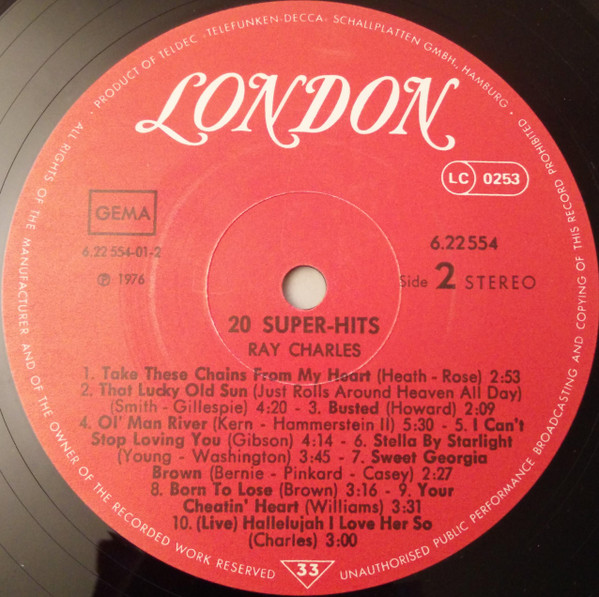 PRODUCT OF TELDEC »TELEFUNKEN-DECCA« SCHALLPLATTEN GMBH., HAMBURG
ALL RIGHTS OF THE MANUFACTURER AND OF THE OWNER OF THE RECORDED WORK RESERVED
UNAUTHORISED PUBLIC PERFORMANCE BROADCASTING AND COPYING OF THIS RECORD PROHIBITED
LONDON
LC 0253
GEMA
6.22554-01-2
℗ 1976
6.22554
Side 2 STEREO
20 SUPER-HITS
RAY CHARLES
1. Take These Chains From My Heart (Heath - Rose) 2:53
2. That Lucky Old Sun (Just Rolls Around Heaven All Day)
(Smith - Gillespie) 4:20 - 3. Busted (Howard) 2:09
4. Ol' Man River (Kern - Hammerstein II) 5:30 - 5. I Can't
Stop Loving You (Gibson) 4:14 - 6. Stella By Starlight
(Young - Washington) 3:45 - 7. Sweet Georgia
Brown (Bernie - Pinkard - Casey) 2:27
8. Born To Lose (Brown) 3:16 - 9. Your
Cheatin' Heart (Williams) 3:31
10. (Live) Hallelujah I Love Her So
(Charles) 3:00
33